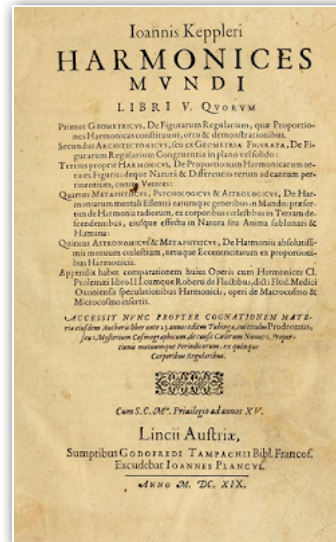 Ioannis Keppleri
HARMONICES
MVNDI
LIBRI V. QVORVM
Primus GEOMETRICVS, De Figurarum Regularium, quæ Proportio-
nes Harmonicas constituunt, ortu & demonstrationibus.
Secundus ARCHITECTONICVS, seu ex GEOMETRIA FIGVRATA, De Fi-
gurarum Regularium Congruentia in plano vel solido:
Tertius propriè HARMONICVS, De Proportionum Harmonicarum or-
tu ex Figuris; deque Naturâ & Differentiis rerum ad cantum per-
tinentium, contra Veteres:
Quartus METAPHYSICVS, PSYCHOLOGICVS & ASTROLOGICVS, De Har-
moniarum mentali Essentiâ earumque generibus in Mundo; præser-
tim de Harmonia radiorum, ex corporibus cœlestibus in Terram de-
scendentibus, eiusque effectu in Natura seu Anima sublunari &
Humana:
Quintus ASTRONOMICVS & METAPHYSICVS, De Harmoniis absolutissi-
mis motuum cœlestium, ortuque Eccentricitatum ex proportioni-
bus Harmonicis.
Appendix habet comparationem huius Operis cum Harmonices Cl.
Ptolemæi libro III. cumque Roberti de Fluctibus, dicti Flud. Medici
Oxoniensis speculationibus Harmonicis, operi de Macrocosmo &
Microcosmo insertis.
ACCESSIT NVNC PROPTER COGNATIONEM MATE-
ria eiusdem Authoris liber ante 23. annos editus Tubingæ, cui titulus Prodromus,
seu Mysterium Cosmographicum, de causis Cœlorum Numeri, Propor-
tionis motuumque Periodicorum, ex quinque
Corporibus Regularibus.
Cum S. C. Mtis. Priuilegio ad annos XV.
Lincii Austriæ,
Sumptibus GODOFREDI TAMPACHII Bibl. Francof.
Excudebat IOANNES PLANCVS.
ANNO M. DC. XIX.